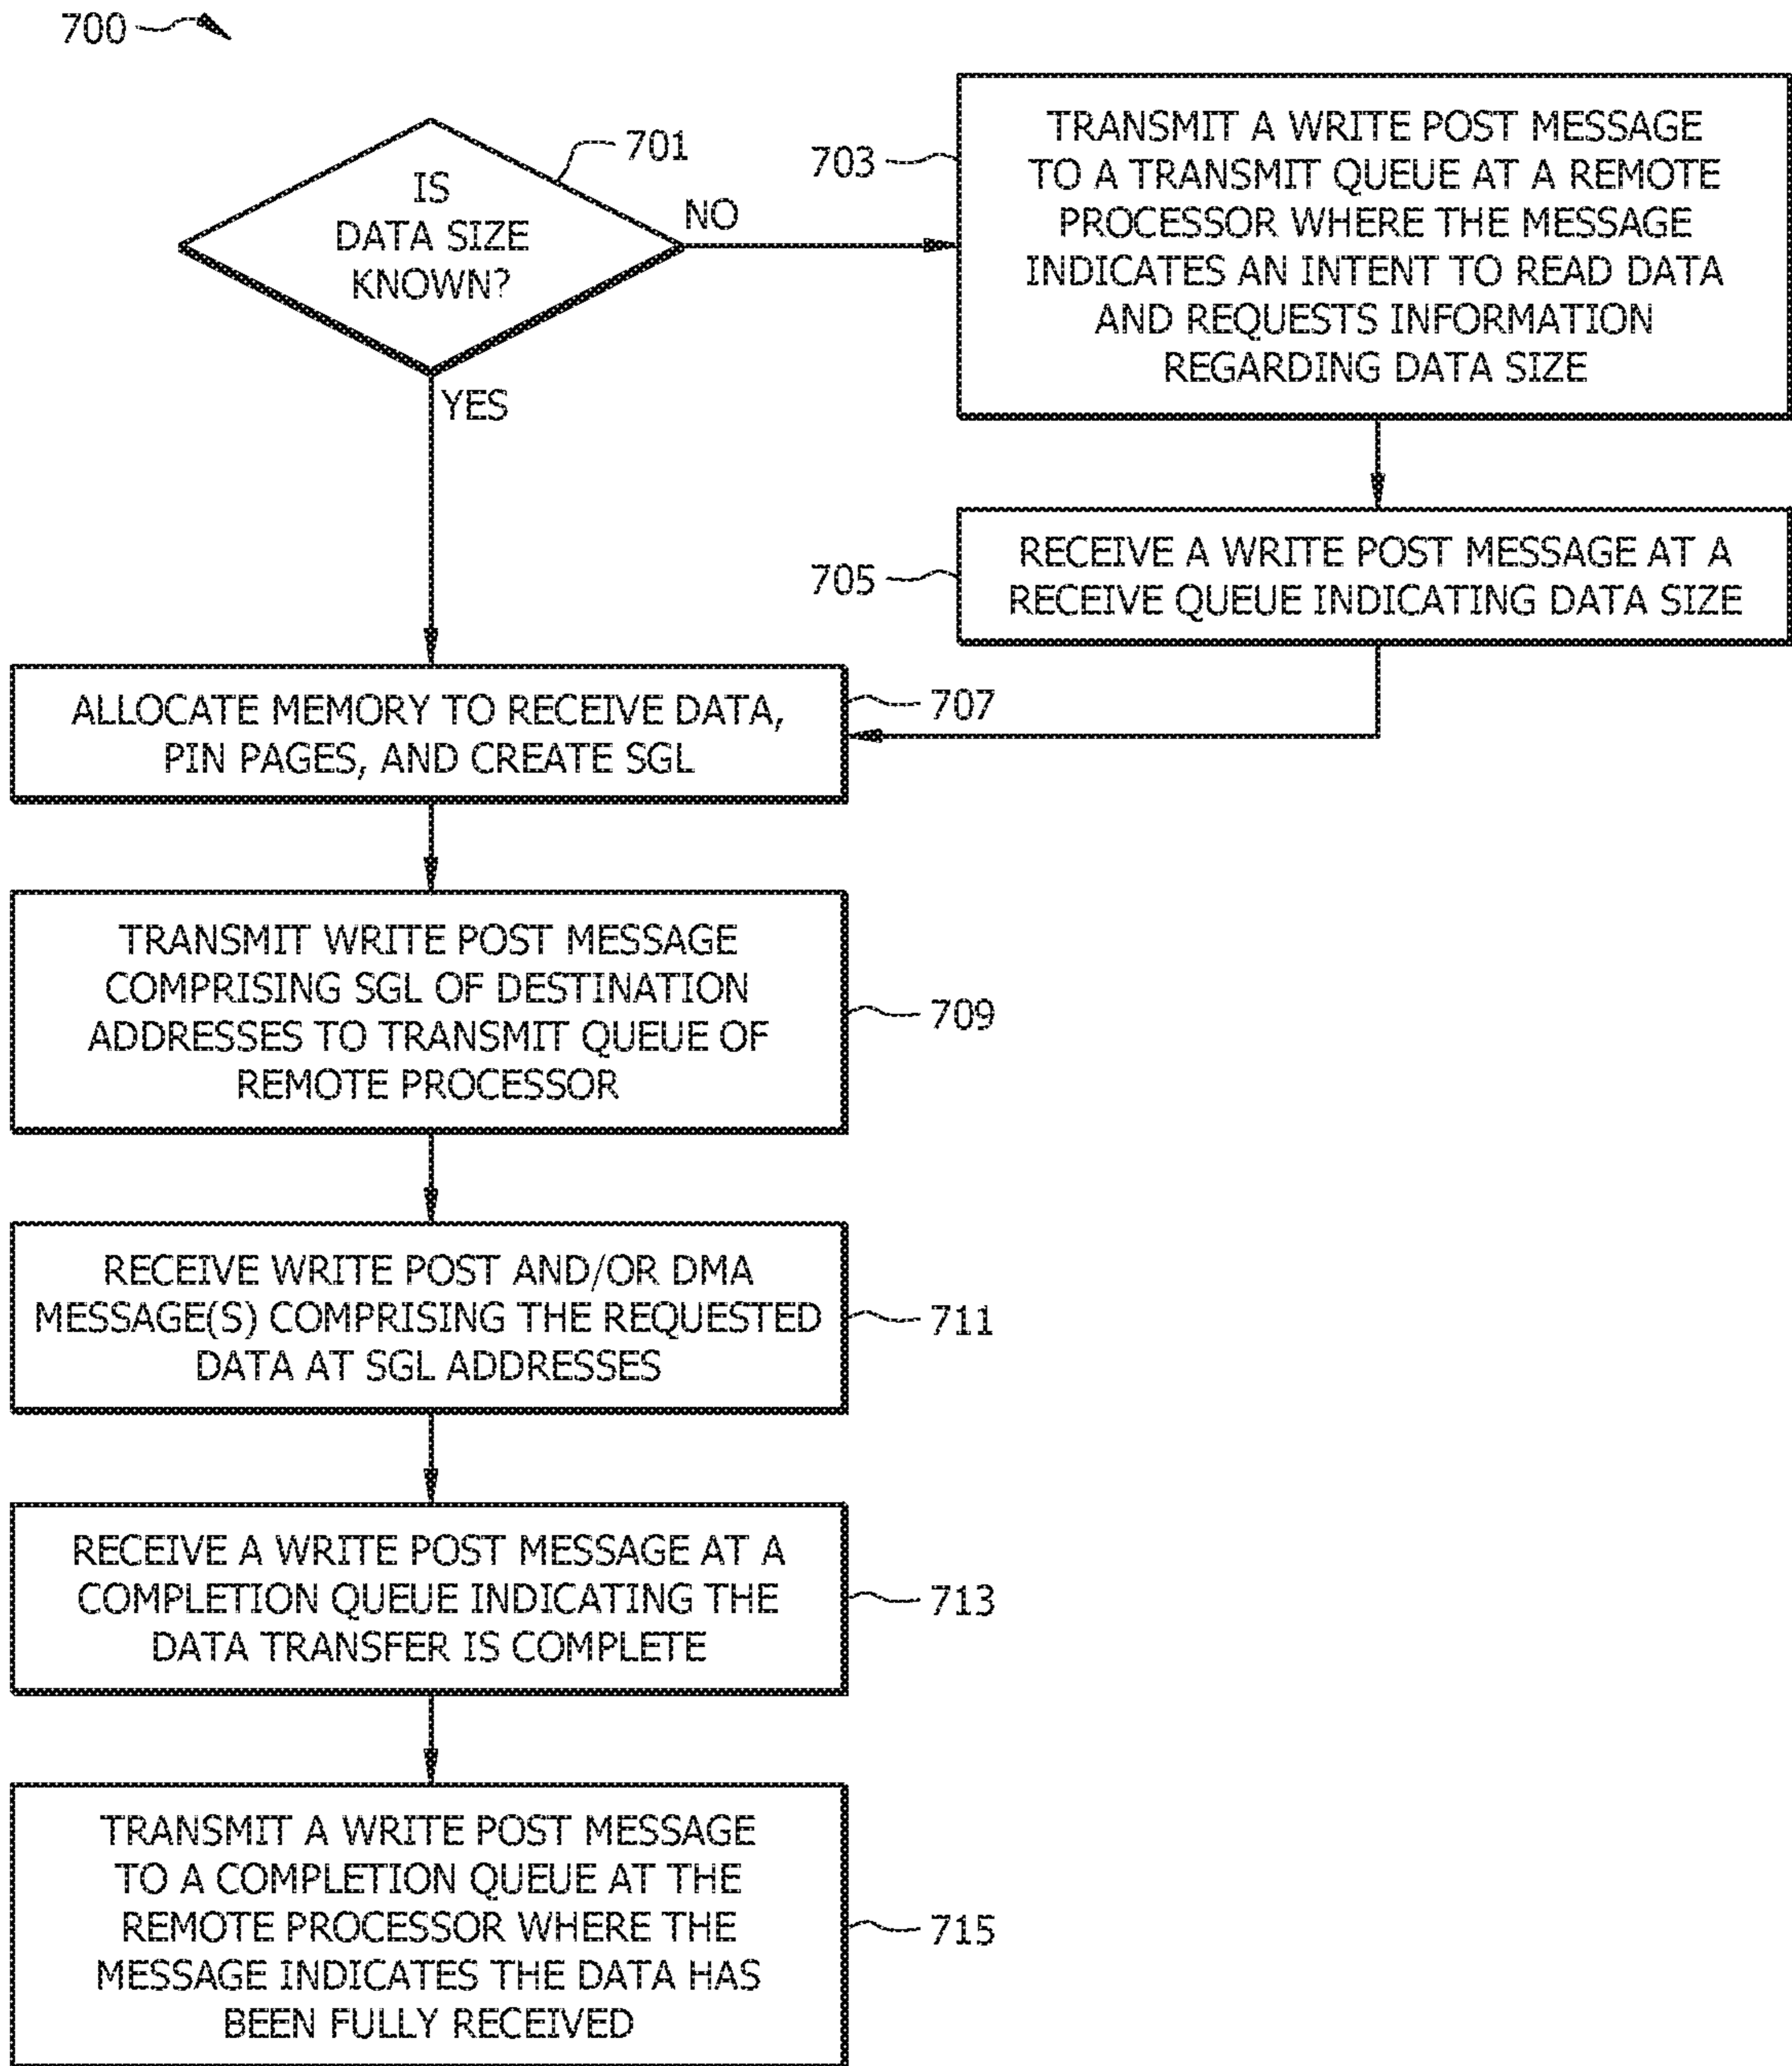 700
IS
DATA SIZE
KNOWN?
701
NO
YES
703
TRANSMIT A WRITE POST MESSAGE
TO A TRANSMIT QUEUE AT A REMOTE
PROCESSOR WHERE THE MESSAGE
INDICATES AN INTENT TO READ DATA
AND REQUESTS INFORMATION
REGARDING DATA SIZE
705
RECEIVE A WRITE POST MESSAGE AT A
RECEIVE QUEUE INDICATING DATA SIZE
ALLOCATE MEMORY TO RECEIVE DATA,
PIN PAGES, AND CREATE SGL
707
TRANSMIT WRITE POST MESSAGE
COMPRISING SGL OF DESTINATION
ADDRESSES TO TRANSMIT QUEUE OF
REMOTE PROCESSOR
709
RECEIVE WRITE POST AND/OR DMA
MESSAGE(S) COMPRISING THE REQUESTED
DATA AT SGL ADDRESSES
711
RECEIVE A WRITE POST MESSAGE AT A
COMPLETION QUEUE INDICATING THE
DATA TRANSFER IS COMPLETE
713
TRANSMIT A WRITE POST MESSAGE
TO A COMPLETION QUEUE AT THE
REMOTE PROCESSOR WHERE THE
MESSAGE INDICATES THE DATA HAS
BEEN FULLY RECEIVED
715